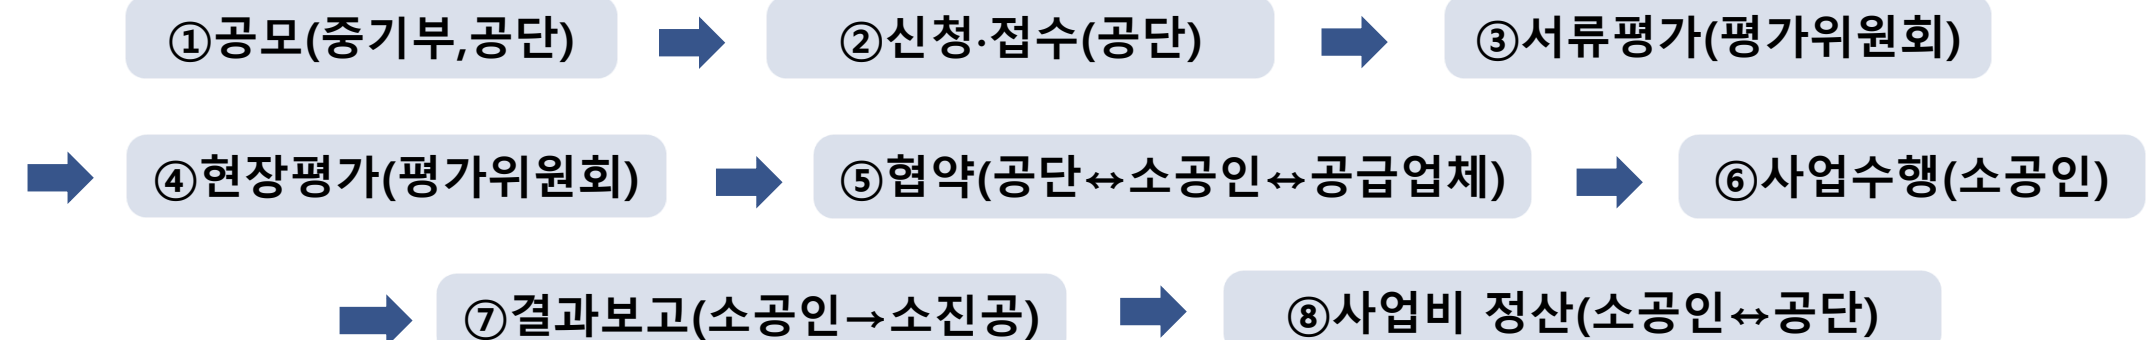 ①공모(중기부,공단) ②신청·접수(공단) ③서류평가(평가위원회)
④현장평가(평가위원회) ⑤협약(공단↔소공인↔공급업체) ⑥사업수행(소공인)
⑦결과보고(소공인→소진공) ⑧사업비 정산(소공인↔공단)